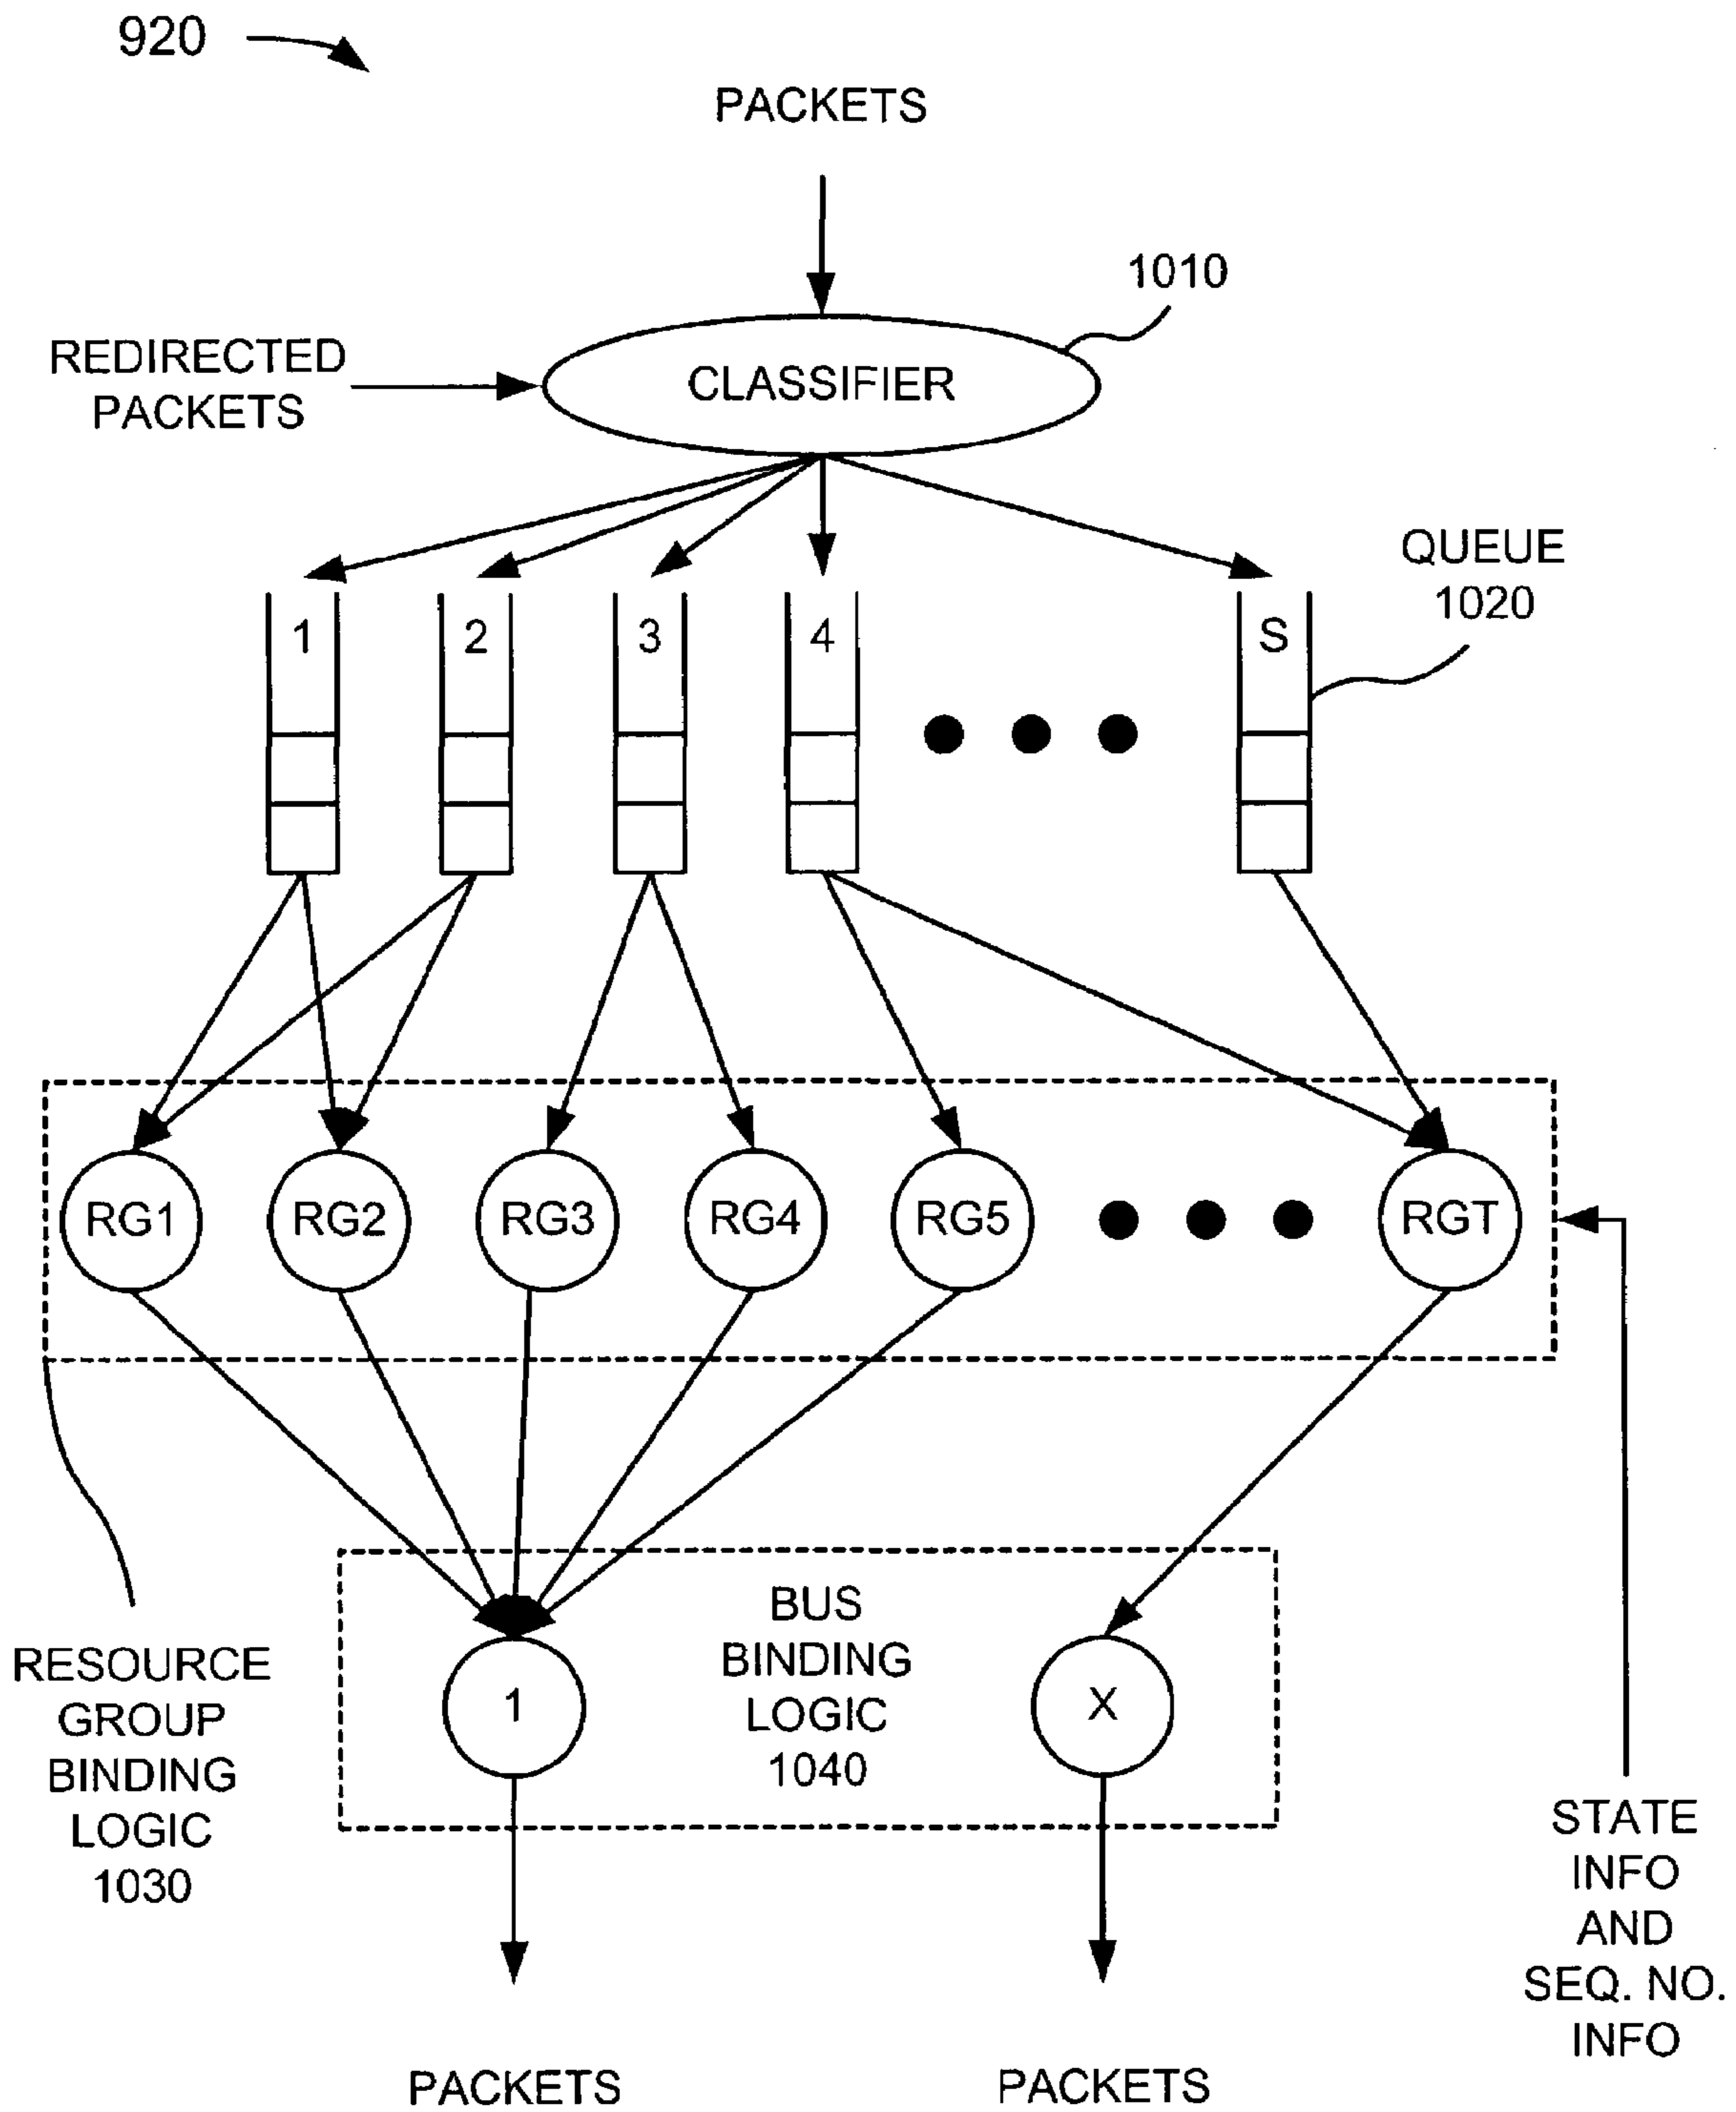 920
PACKETS
1010
REDIRECTED
PACKETS
CLASSIFIER
QUEUE
1020
1
2
3
4
S
RG1
RG2
RG3
RG4
RG5
RGT
RESOURCE
GROUP
BINDING
LOGIC
1030
BUS
BINDING
LOGIC
1040
1
X
STATE
INFO
AND
SEQ. NO.
INFO
PACKETS
PACKETS